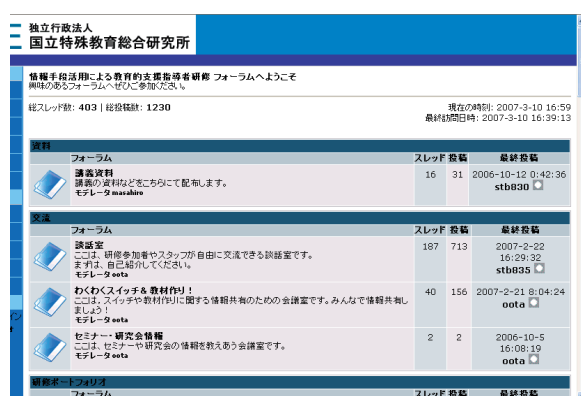 独立行政法人
国立特殊教育総合研究所
情報手段活用による教育的支援指導者研修 フォーラムへようこそ
興味のあるフォーラムへぜひご参加ください。
総スレッド数: 403 | 総投稿数: 1230
現在の時刻: 2007-3-10 16:59
最終訪問日時: 2007-3-10 16:39:13
資料
フォーラム スレッド 投稿 最終投稿
講義資料
講義の資料などをこちらにて配布します。
モデレータ masahiro
16 31 2006-10-12 0:42:36
stb830
交流
フォーラム スレッド 投稿 最終投稿
談話室
ここは、研修参加者やスタッフが自由に交流できる談話室です。
まずは、自己紹介してください。
モデレータ oota
187 713 2007-2-22
16:29:32
stb835
わくわくスイッチ& 教材作り!
ここは、スイッチや教材作りに関する情報共有のための会議室です。みんなで情報共有し
ましょう!
モデレータ oota
40 156 2007-2-21 8:04:24
oota
セミナー・研究会情報
ここは、セミナーや研究会の情報を教えあう会議室です。
モデレータ oota
2 2 2006-10-5
16:08:19
oota
研修ポートフォリオ
フォーラム スレッド 投稿 最終投稿